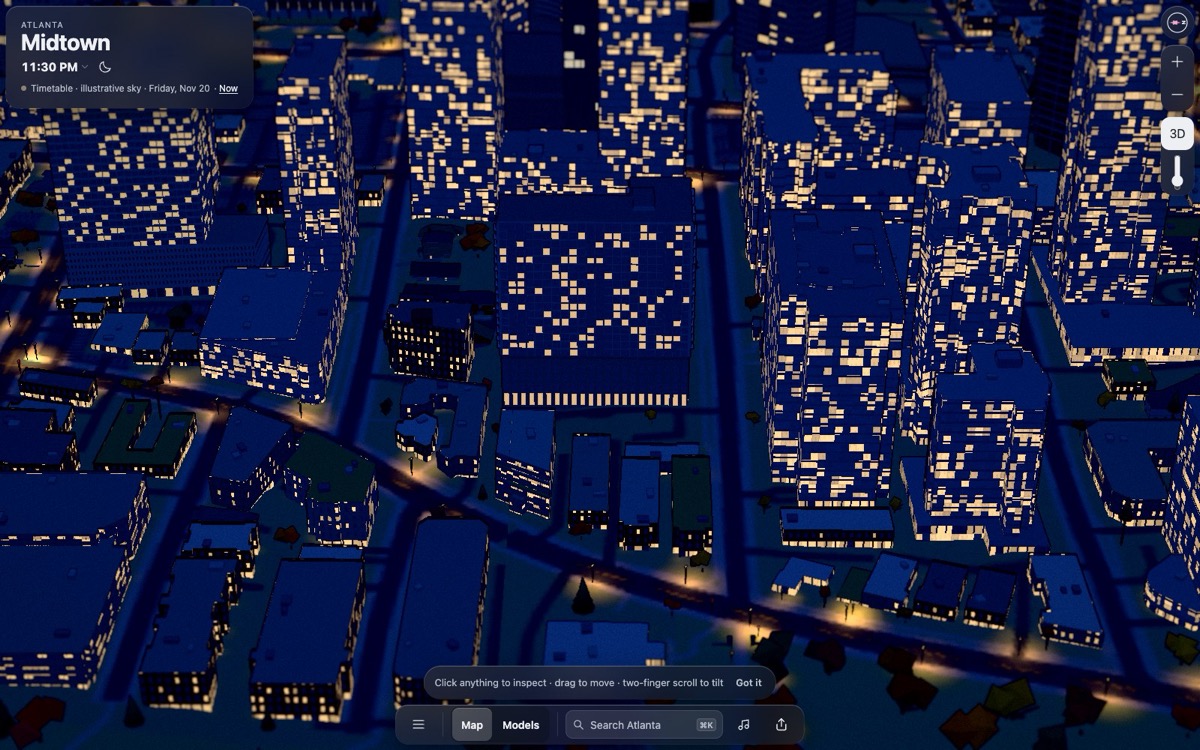 ATLANTA
Midtown
11:30 PM
Timetable · illustrative sky · Friday, Nov 20 · Now
3D
Click anything to inspect · drag to move · two-finger scroll to tilt Got it
Map Models Search Atlanta ⌘K